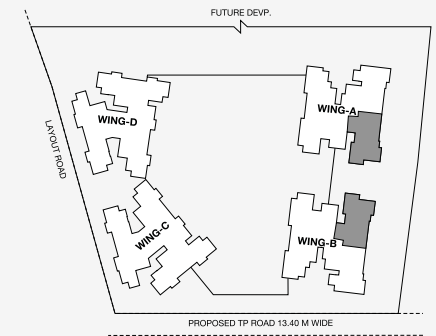 FUTURE DEVP.
WING-A
WING-D
LAYOUT ROAD
WING-C
WING-B
PROPOSED TP ROAD 13.40 M WIDE